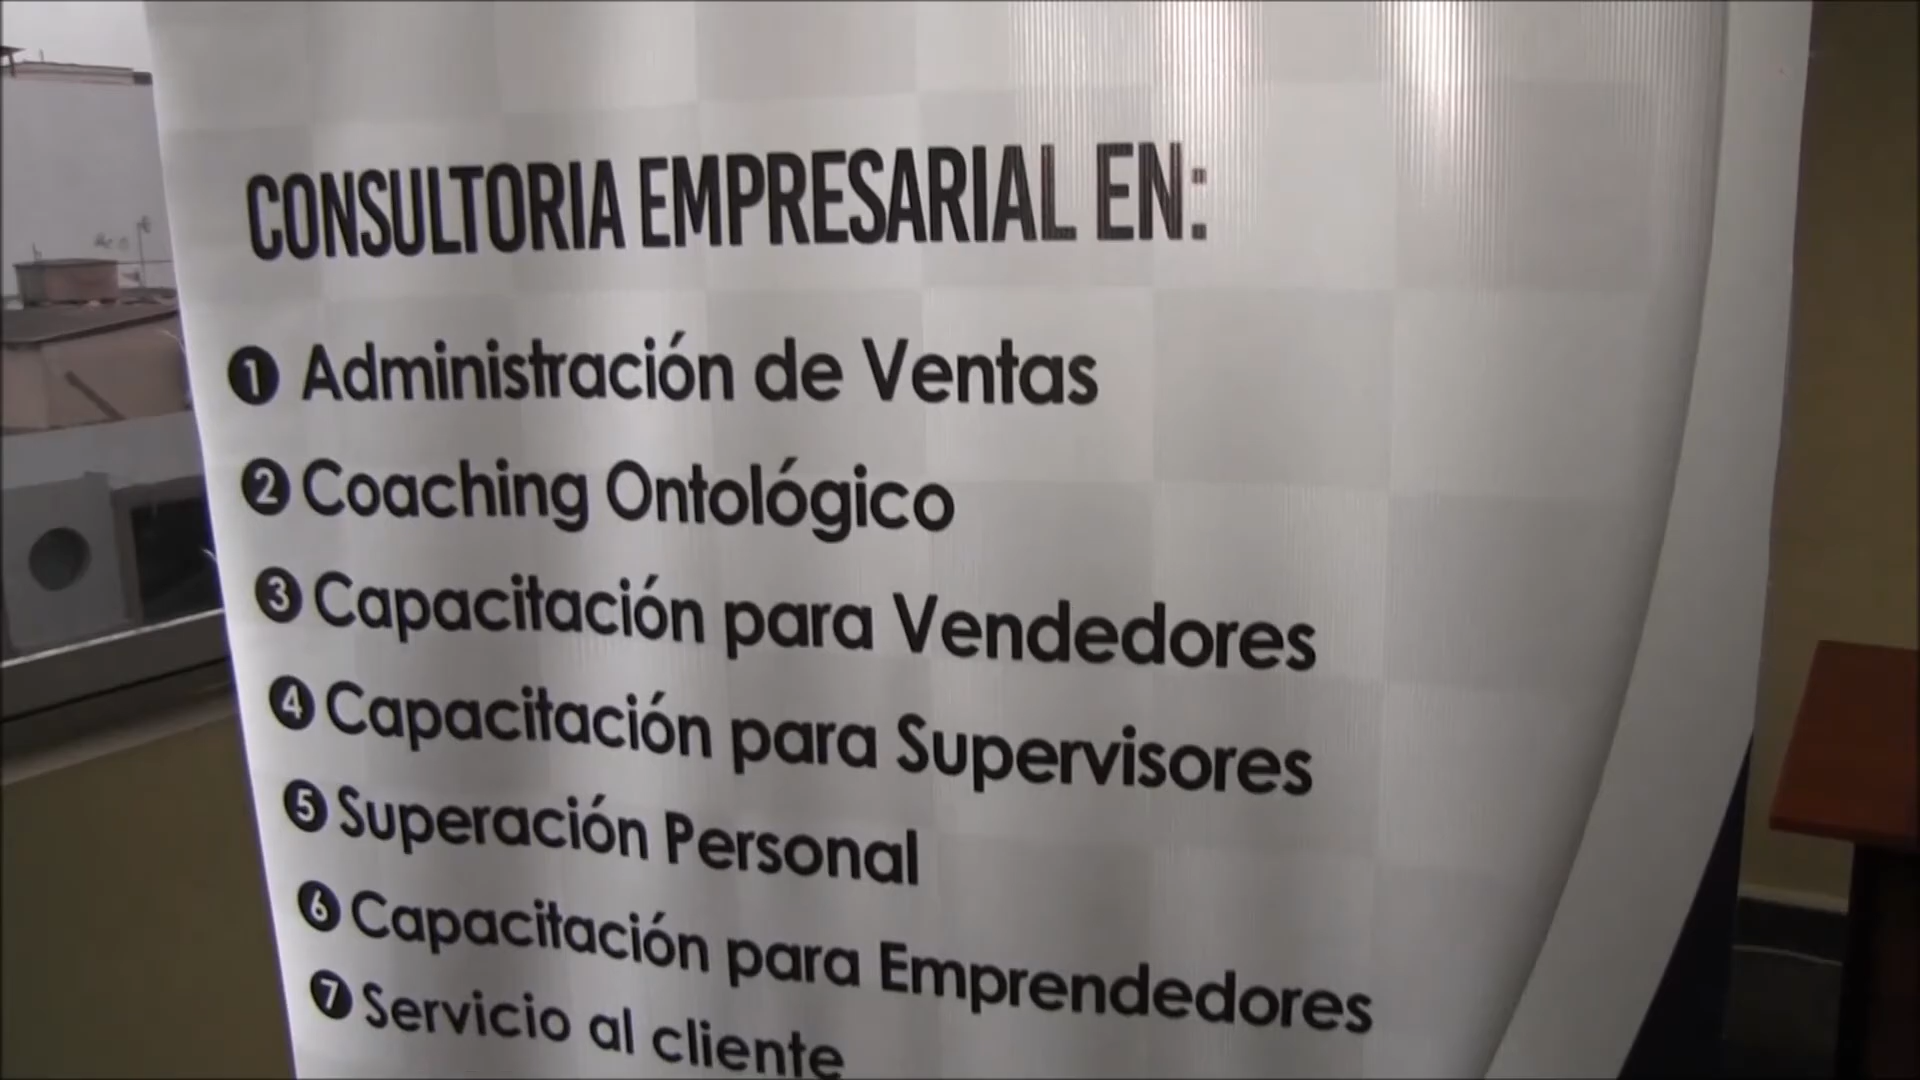 CONSULTORIA EMPRESARIAL EN:
1 Administración de Ventas
2 Coaching Ontológico
3 Capacitación para Vendedores
4 Capacitación para Supervisores
5 Superación Personal
6 Capacitación para Emprendedores
7 Servicio al cliente